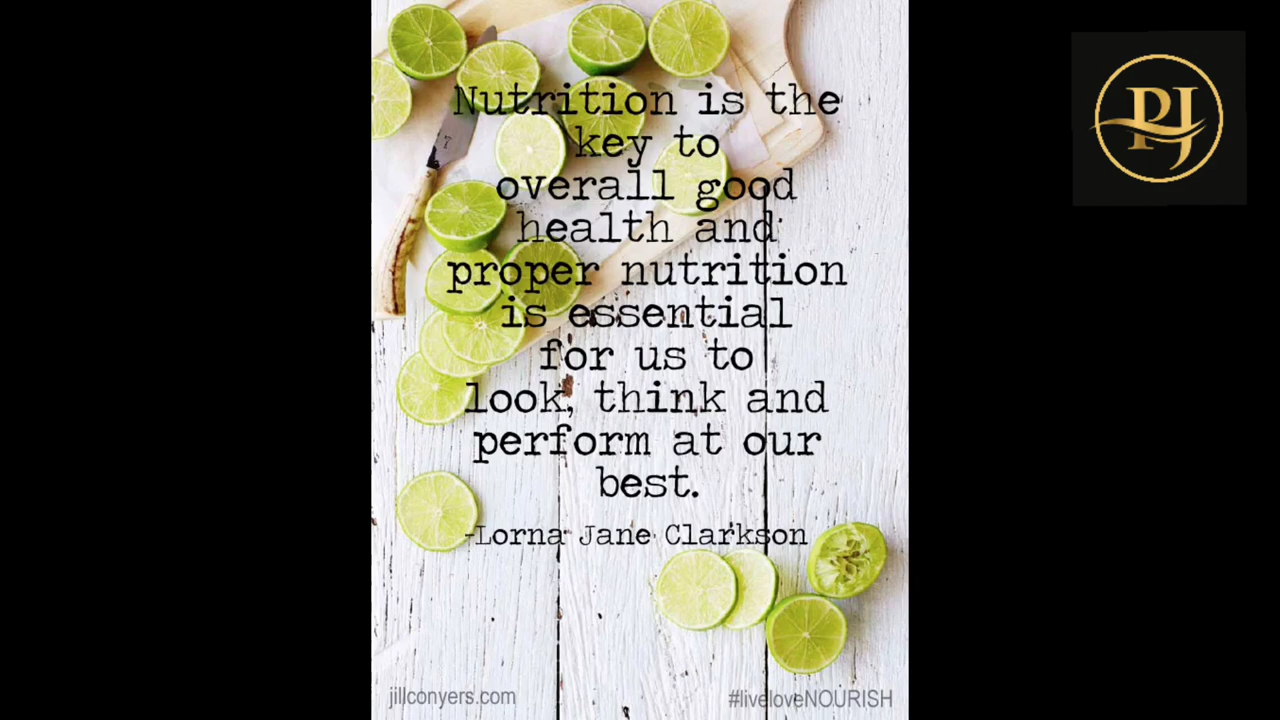 Nutrition is the
key to
overall good
health and
proper nutrition
is essential
for us to
look, think and
perform at our
best.
-Lorna Jane Clarkson
jillconyers.com
#liveloveNOURISH
PJ